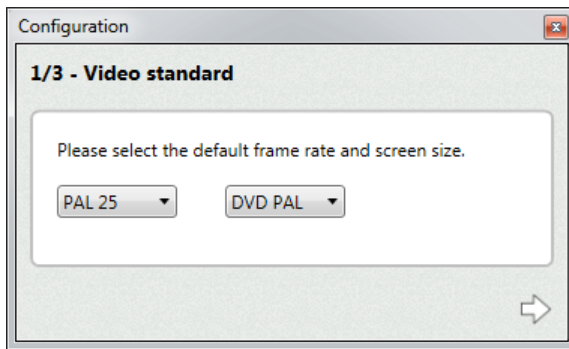 Configuration
1/3 - Video standard
Please select the default frame rate and screen size.
PAL 25 DVD PAL